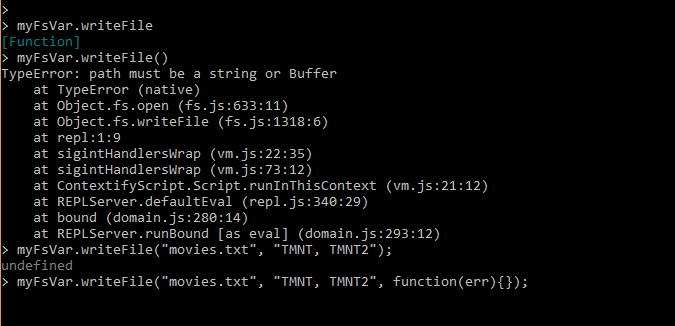 >
> myFsVar.writeFile
[Function]
> myFsVar.writeFile()
TypeError: path must be a string or Buffer
    at TypeError (native)
    at Object.fs.open (fs.js:633:11)
    at Object.fs.writeFile (fs.js:1318:6)
    at repl:1:9
    at sigintHandlersWrap (vm.js:22:35)
    at sigintHandlersWrap (vm.js:73:12)
    at ContextifyScript.Script.runInThisContext (vm.js:21:12)
    at REPLServer.defaultEval (repl.js:340:29)
    at bound (domain.js:280:14)
    at REPLServer.runBound [as eval] (domain.js:293:12)
> myFsVar.writeFile("movies.txt", "TMNT, TMNT2");
undefined
> myFsVar.writeFile("movies.txt", "TMNT, TMNT2", function(err){});